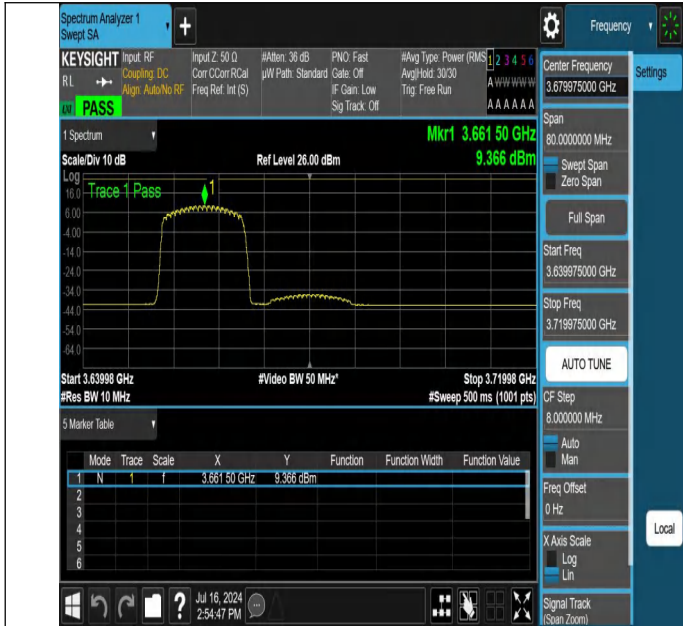 Spectrum Analyzer 1
Swept SA
+
Frequency
KEYSIGHT
RL
PASS
Input: RF
Coupling: DC
Align: Auto/No RF
Input Z: 50 Ω
Corr CCorr RCal
Freq Ref: Int (S)
#Atten: 36 dB
µW Path: Standard
PNO: Fast
Gate: Off
IF Gain: Low
Sig Track: Off
#Avg Type: Power (RMS
Avg|Hold: 30/30
Trig: Free Run
1 2 3 4 5 6
A W W W W W
A A A A A A
1 Spectrum
Scale/Div 10 dB
Ref Level 26.00 dBm
Mkr1 3.661 50 GHz
9.366 dBm
Log
Trace 1 Pass
1
16.0
6.00
-4.00
-14.0
-24.0
-34.0
-44.0
-54.0
-64.0
Start 3.63998 GHz
#Res BW 10 MHz
#Video BW 50 MHz*
Stop 3.71998 GHz
#Sweep 500 ms (1001 pts)
5 Marker Table
Mode Trace Scale X Y Function Function Width Function Value
1 N 1 f 3.661 50 GHz 9.366 dBm
2
3
4
5
6
Jul 16, 2024
2:54:47 PM
Center Frequency
3.679975000 GHz
Settings
Span
80.0000000 MHz
Swept Span
Zero Span
Full Span
Start Freq
3.639975000 GHz
Stop Freq
3.719975000 GHz
AUTO TUNE
CF Step
8.000000 MHz
Auto
Man
Freq Offset
0 Hz
X Axis Scale
Log
Lin
Local
Signal Track
(Span Zoom)